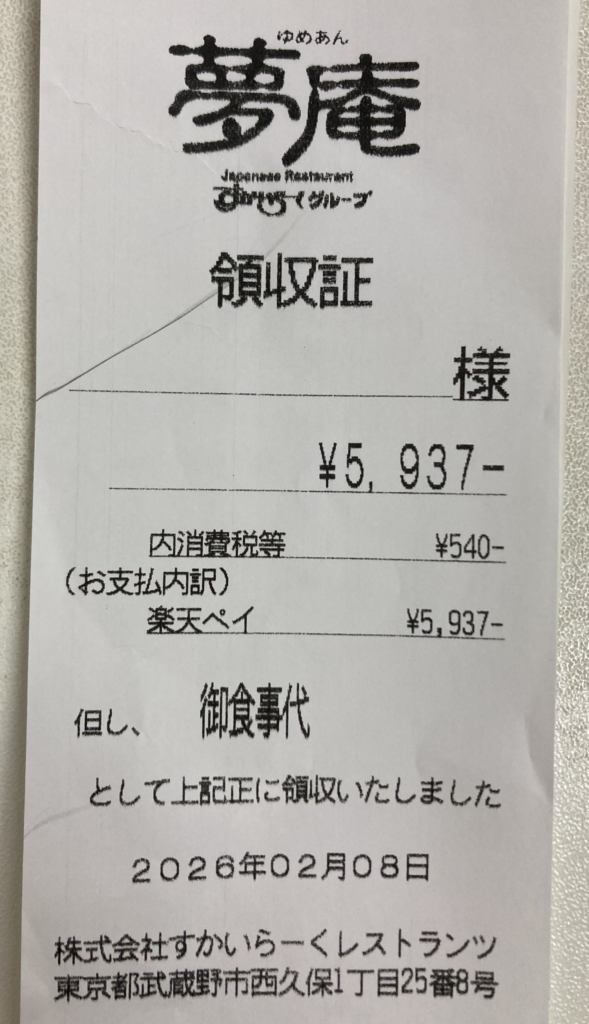 ゆめあん
夢庵
Japanese Restaurant
すかいらーくグループ
領収証
様
¥5,937-
内消費税等 ¥540-
(お支払内訳)
楽天ペイ ¥5,937-
但し、 御食事代
として上記正に領収いたしました
2026年02月08日
株式会社すかいらーくレストランツ
東京都武蔵野市西久保1丁目25番8号